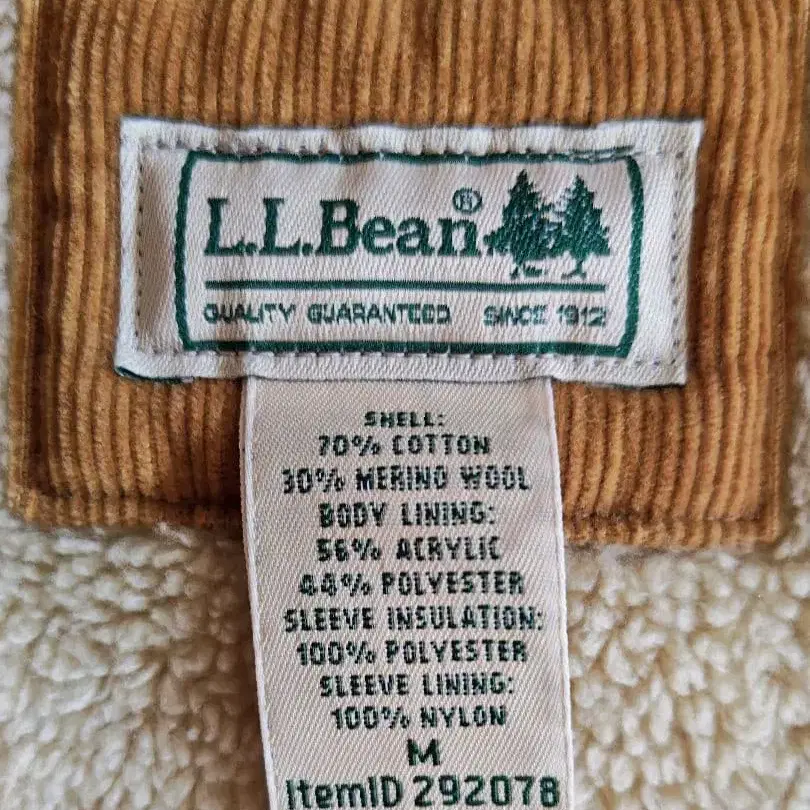 L.L.Bean®
QUALITY GUARANTEED SINCE 1912
SHELL:
70% COTTON
30% MERINO WOOL
BODY LINING:
56% ACRYLIC
44% POLYESTER
SLEEVE INSULATION:
100% POLYESTER
SLEEVE LINING:
100% NYLON
M
ItemID 292078